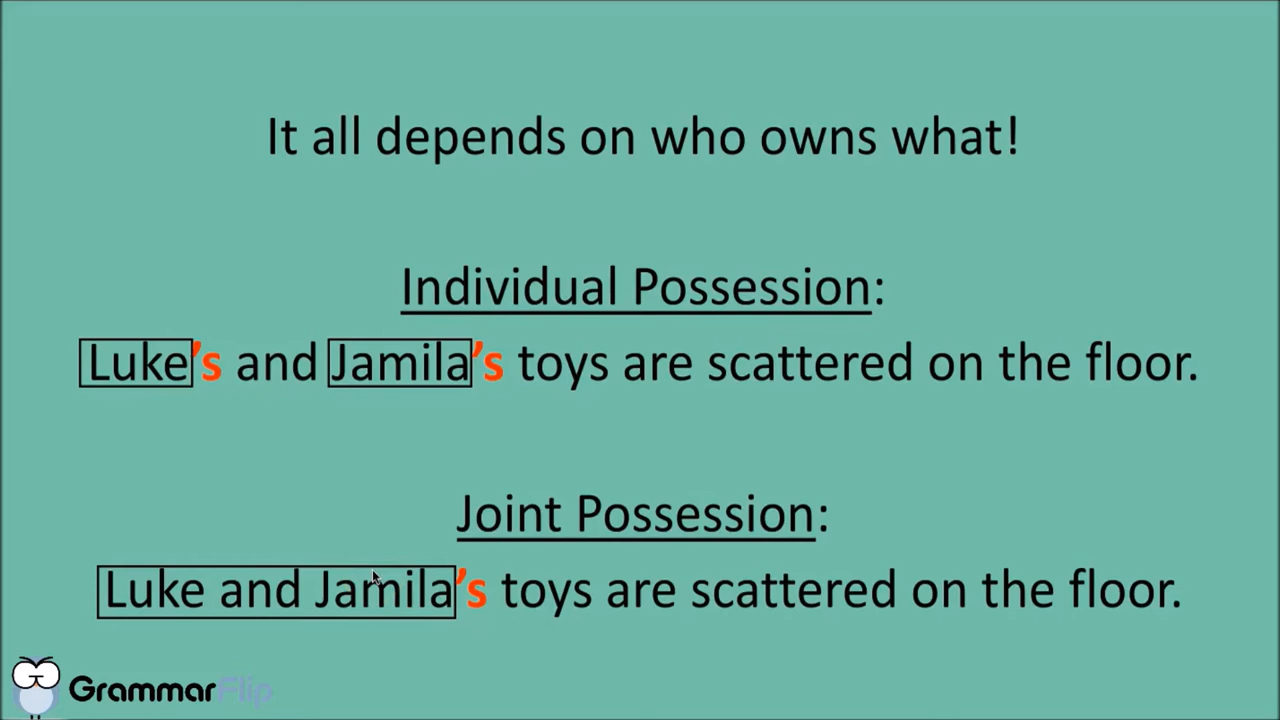 It all depends on who owns what!
Individual Possession:
Luke’s and Jamila’s toys are scattered on the floor.
Joint Possession:
Luke and Jamila’s toys are scattered on the floor.
GrammarFlip